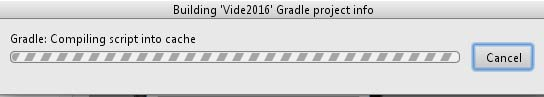 Building 'Vide2016' Gradle project info
Gradle: Compiling script into cache
Cancel